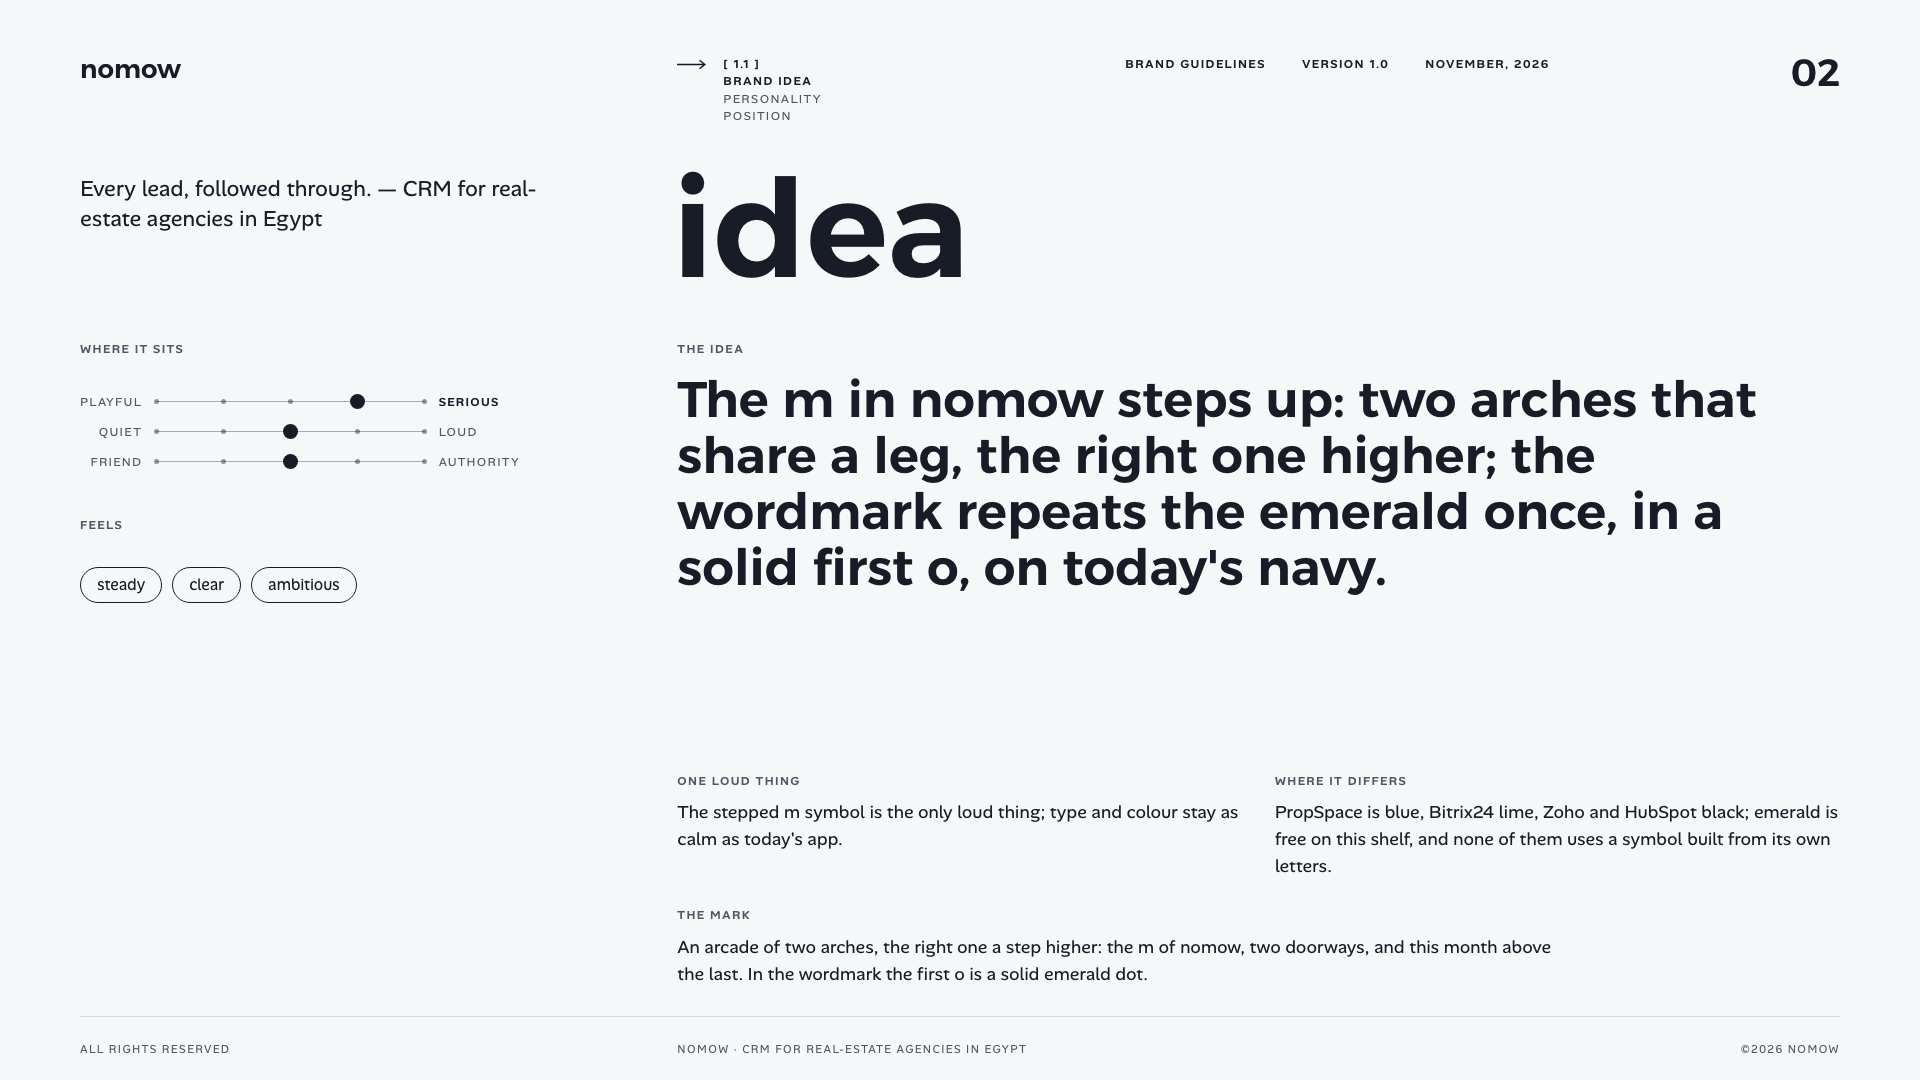 nomow
[ 1.1 ]
BRAND IDEA
PERSONALITY
POSITION
BRAND GUIDELINES
VERSION 1.0
NOVEMBER, 2026
02
Every lead, followed through. — CRM for real-
estate agencies in Egypt
idea
WHERE IT SITS
PLAYFUL SERIOUS
QUIET LOUD
FRIEND AUTHORITY
FEELS
steady clear ambitious
THE IDEA
The m in nomow steps up: two arches that
share a leg, the right one higher; the
wordmark repeats the emerald once, in a
solid first o, on today's navy.
ONE LOUD THING
The stepped m symbol is the only loud thing; type and colour stay as
calm as today's app.
WHERE IT DIFFERS
PropSpace is blue, Bitrix24 lime, Zoho and HubSpot black; emerald is
free on this shelf, and none of them uses a symbol built from its own
letters.
THE MARK
An arcade of two arches, the right one a step higher: the m of nomow, two doorways, and this month above
the last. In the wordmark the first o is a solid emerald dot.
ALL RIGHTS RESERVED
NOMOW · CRM FOR REAL-ESTATE AGENCIES IN EGYPT
©2026 NOMOW